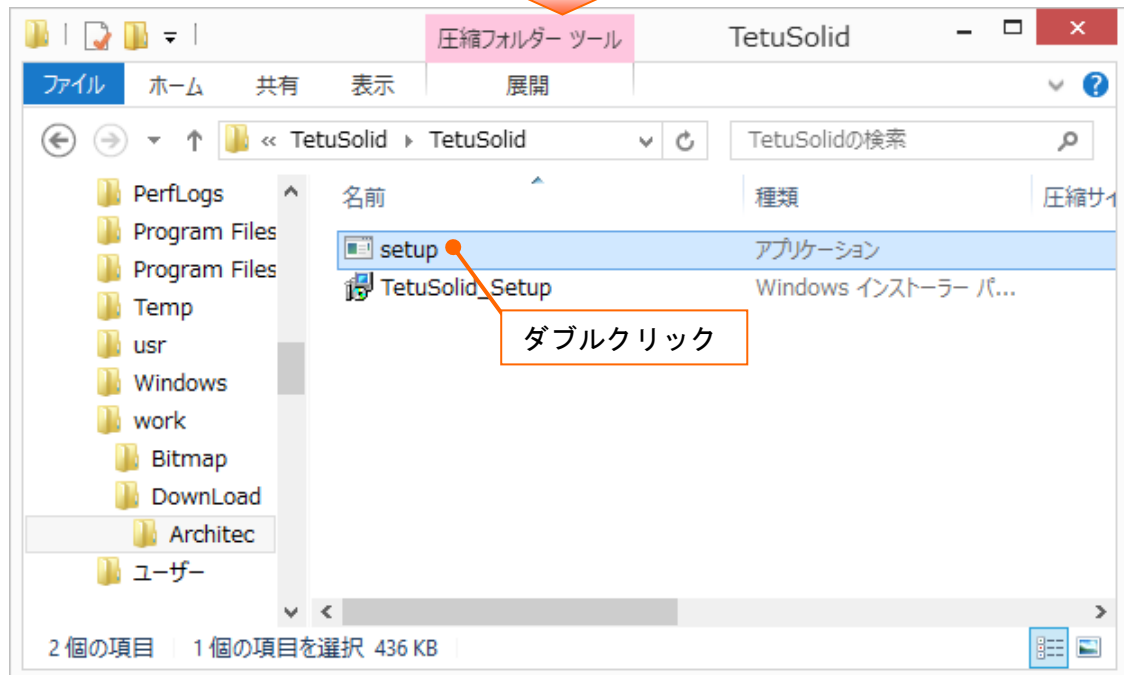 圧縮フォルダー ツール
TetuSolid
ファイル ホーム 共有 表示 展開
« TetuSolid TetuSolid
TetuSolidの検索
PerfLogs
Program Files
Program Files
Temp
usr
Windows
work
Bitmap
DownLoad
Architec
ユーザー
名前 種類 圧縮サイ
setup アプリケーション
TetuSolid_Setup Windows インストーラー パ...
ダブルクリック
2 個の項目 1 個の項目を選択 436 KB